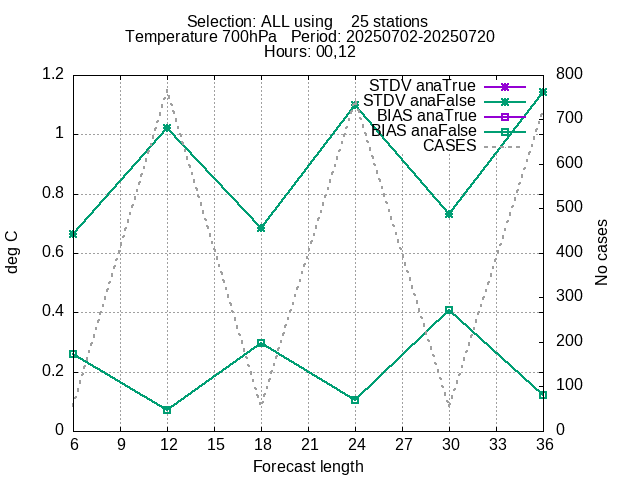 Selection: ALL using    25 stations
Temperature 700hPa   Period: 20250702-20250720
Hours: 00,12
STDV anaTrue
STDV anaFalse
BIAS anaTrue
BIAS anaFalse
CASES
deg C
1.2
1
0.8
0.6
0.4
0.2
0
No cases
800
700
600
500
400
300
200
100
0
6 9 12 15 18 21 24 27 30 33 36
Forecast length